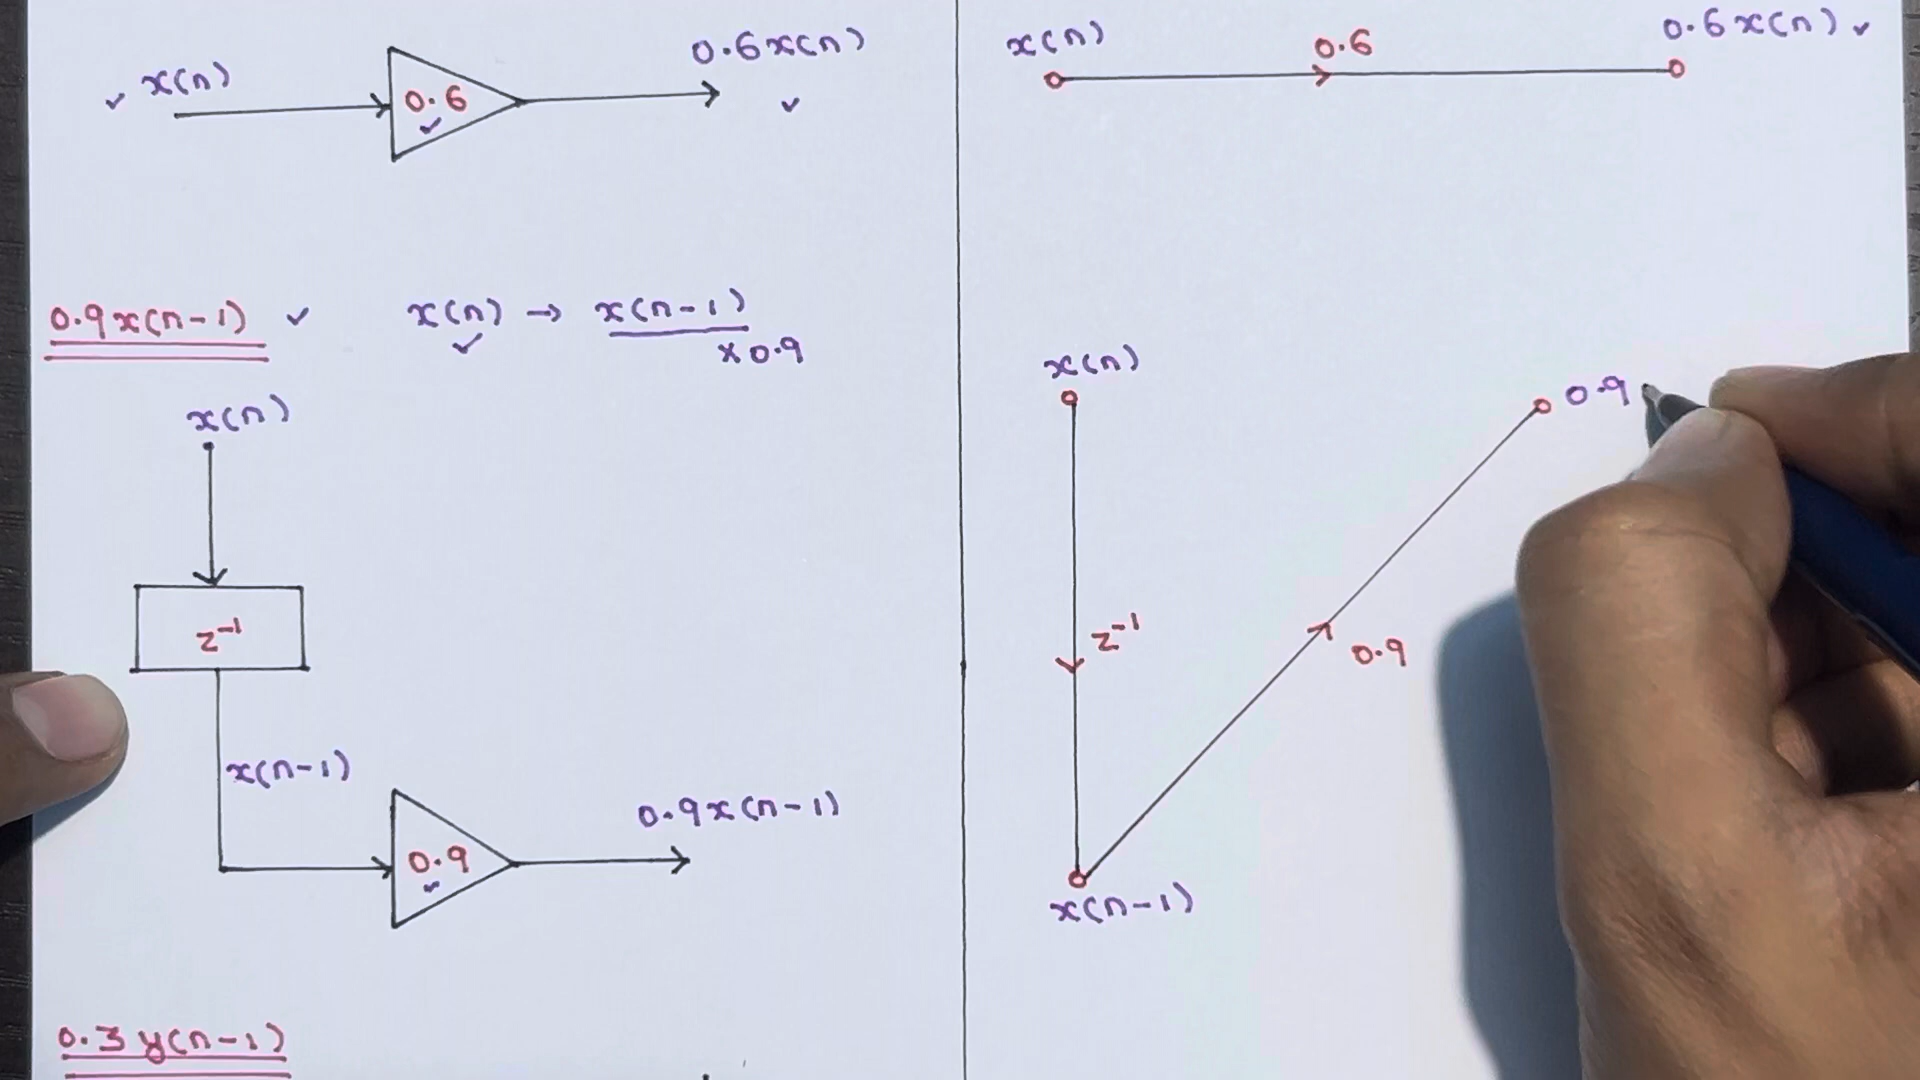 x(n)
0.6
0.6x(n)
0.9x(n-1)
x(n) → x(n-1)
×0.9
x(n)
z⁻¹
x(n-1)
0.9
0.9x(n-1)
0.3y(n-1)
x(n)
0.6
0.6x(n)
x(n)
z⁻¹
0.9
0.9
x(n-1)